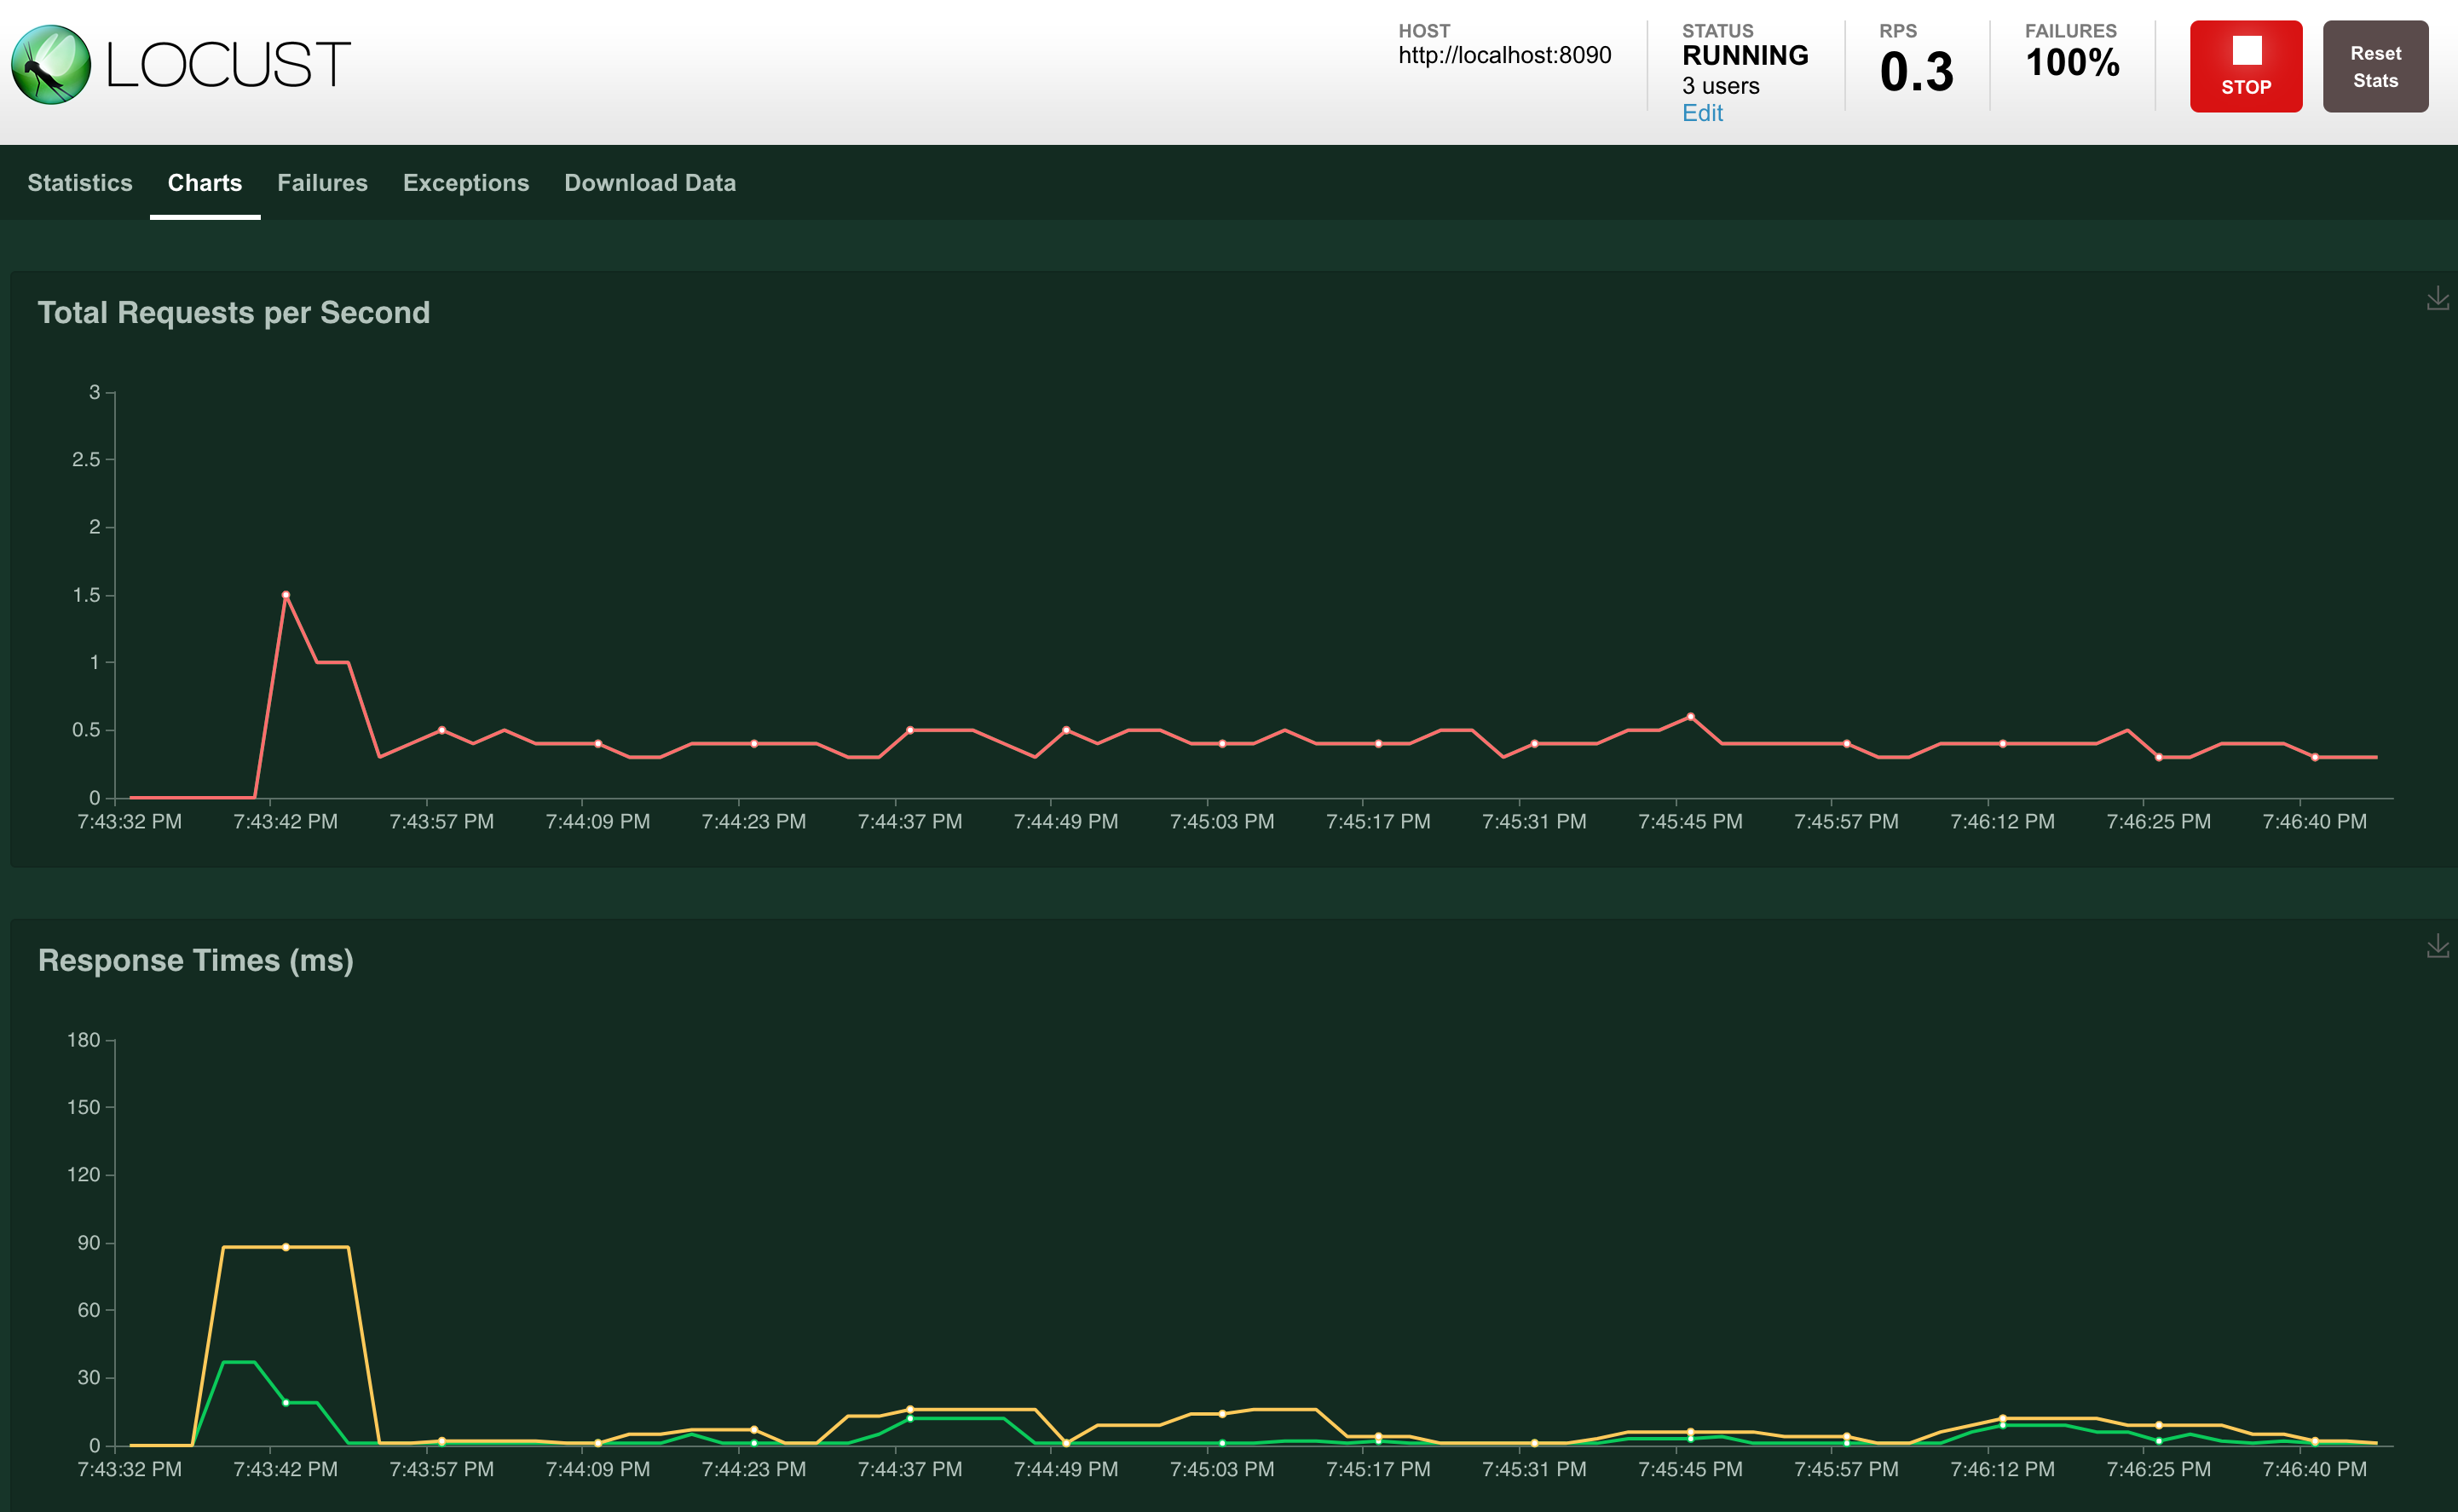 LOCUST
HOST
http://localhost:8090
STATUS
RUNNING
3 users
Edit
RPS
0.3
FAILURES
100%
STOP
Reset
Stats
Statistics Charts Failures Exceptions Download Data
Total Requests per Second
3
2.5
2
1.5
1
0.5
0
7:43:32 PM 7:43:42 PM 7:43:57 PM 7:44:09 PM 7:44:23 PM 7:44:37 PM 7:44:49 PM 7:45:03 PM 7:45:17 PM 7:45:31 PM 7:45:45 PM 7:45:57 PM 7:46:12 PM 7:46:25 PM 7:46:40 PM
Response Times (ms)
180
150
120
90
60
30
0
7:43:32 PM 7:43:42 PM 7:43:57 PM 7:44:09 PM 7:44:23 PM 7:44:37 PM 7:44:49 PM 7:45:03 PM 7:45:17 PM 7:45:31 PM 7:45:45 PM 7:45:57 PM 7:46:12 PM 7:46:25 PM 7:46:40 PM